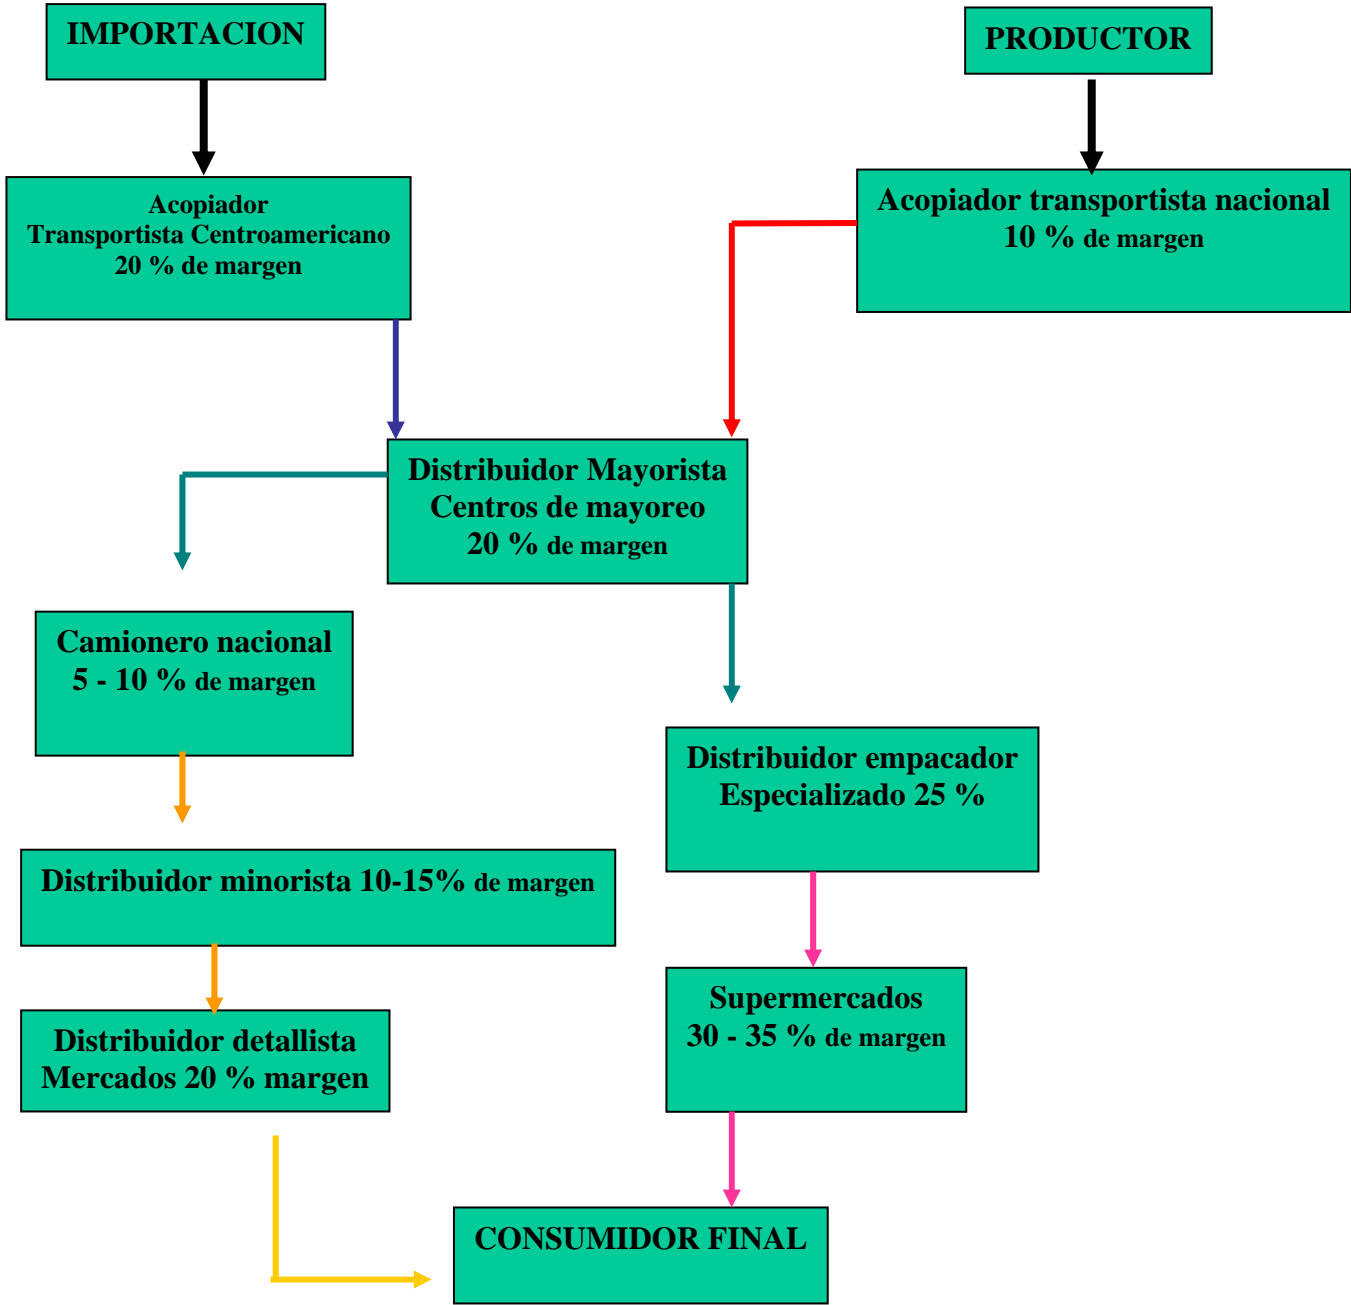 IMPORTACION
PRODUCTOR
Acopiador
Transportista Centroamericano
20 % de margen
Acopiador transportista nacional
10 % de margen
Distribuidor Mayorista
Centros de mayoreo
20 % de margen
Camionero nacional
5 - 10 % de margen
Distribuidor empacador
Especializado 25 %
Distribuidor minorista 10-15% de margen
Supermercados
30 - 35 % de margen
Distribuidor detallista
Mercados 20 % margen
CONSUMIDOR FINAL